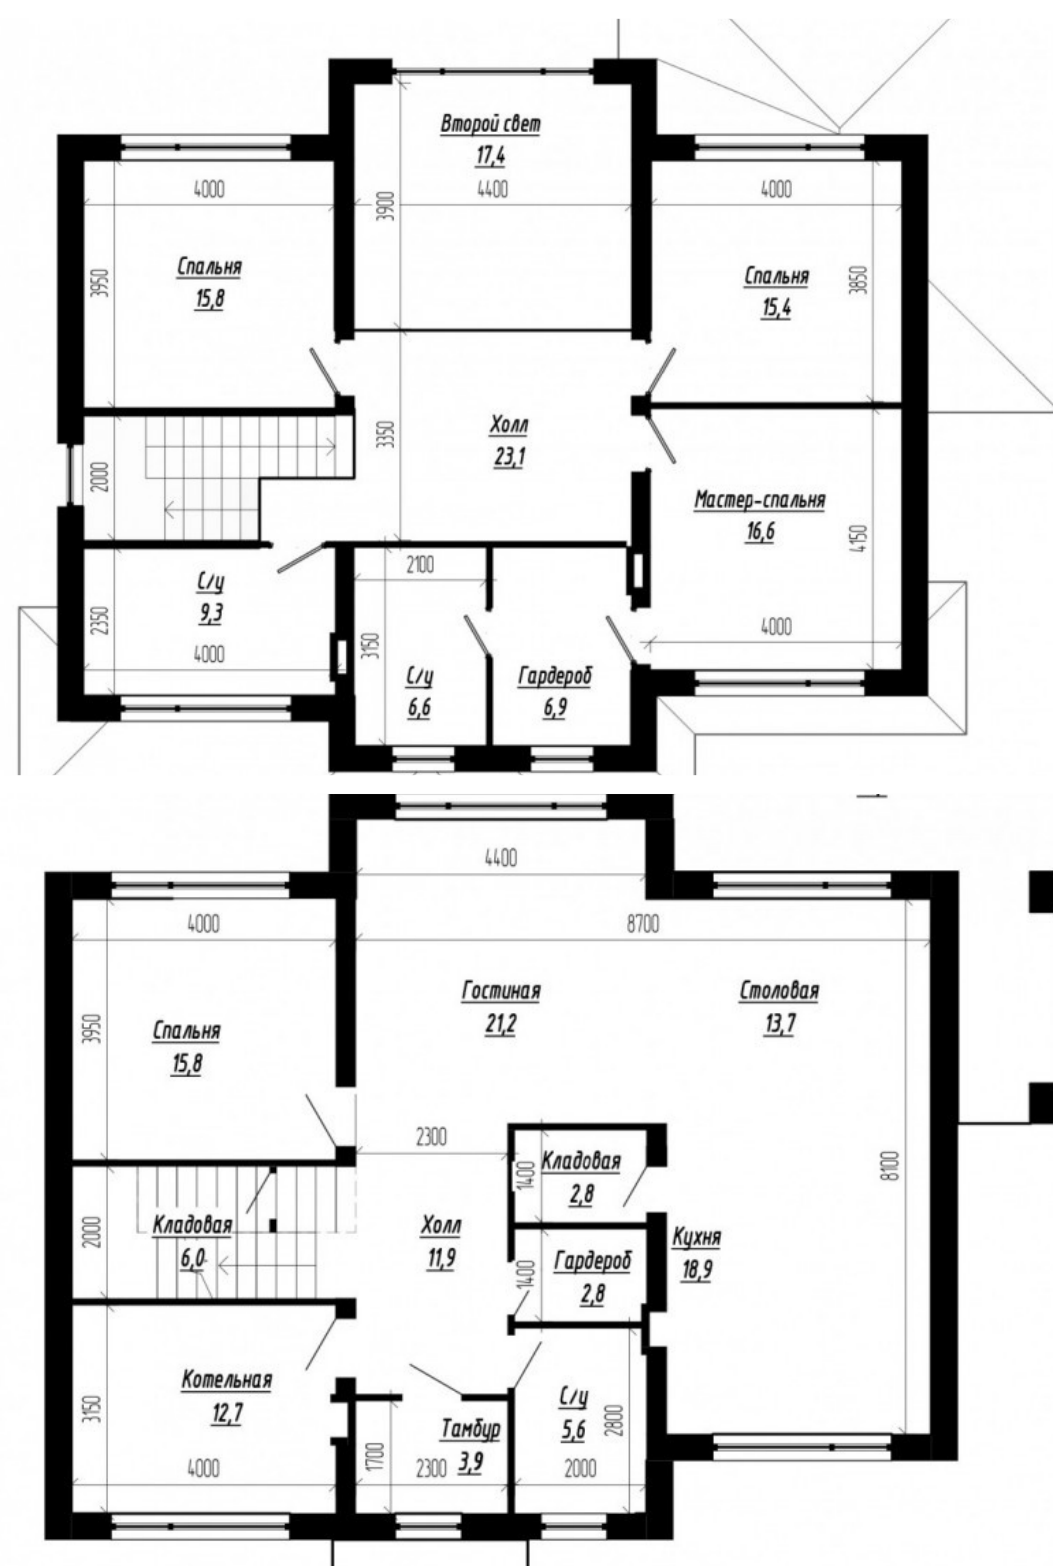 Второй свет
17,4
4000
4400
4000
3900
Спальня
15,8
3950
Спальня
15,4
3850
Холл
23,1
3350
2000
Мастер-спальня
16,6
4150
2100
С/у
9,3
2350
4000
3150
4000
С/у
6,6
Гардероб
6,9
4400
4000
8700
Гостиная
21,2
Столовая
13,7
Спальня
15,8
3950
2300
Кладовая
2,8
1400
8100
Кладовая
6,0
2000
Холл
11,9
Кухня
18,9
Гардероб
2,8
1400
Котельная
12,7
3150
С/у
5,6
2800
Тамбур
3,9
1700
4000
2300
2000